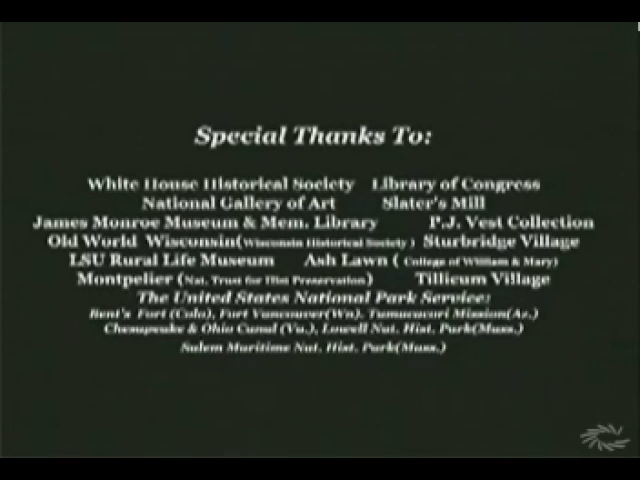 Special Thanks To:
White House Historical Society Library of Congress
National Gallery of Art Slater's Mill
James Monroe Museum & Mem. Library P.J. Vest Collection
Old World Wisconsin(Wisconsin Historical Society ) Sturbridge Village
LSU Rural Life Museum Ash Lawn ( College of William & Mary)
Montpelier (Nat. Trust for Hist Preservation) Tillicum Village
The United States National Park Service:
Bent's Fort (Colo), Fort Vancouver(Wn). Tumacacori Mission(Az.)
Chesapeake & Ohio Canal (Va.), Lowell Nat. Hist. Park(Mass.)
Salem Maritime Nat. Hist. Park(Mass.)